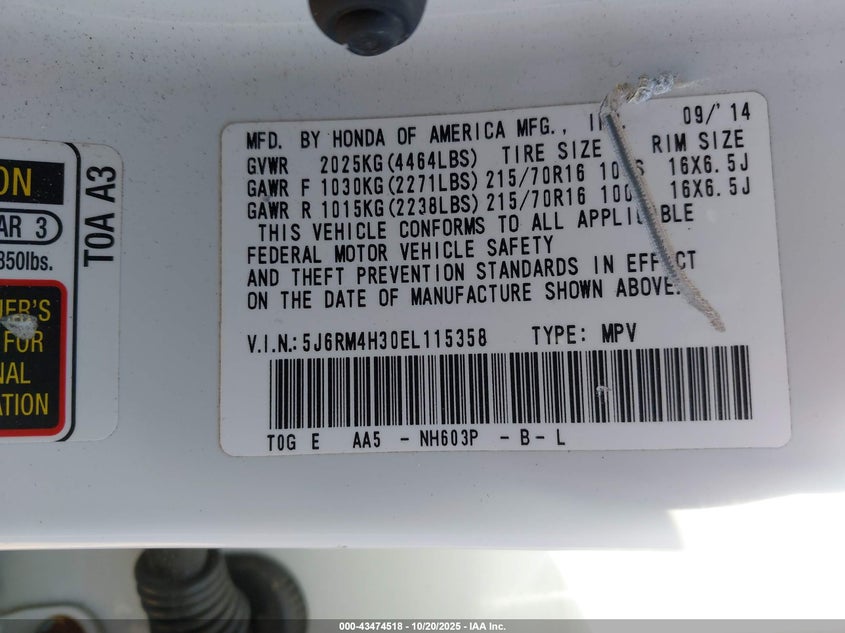 ON
AR 3
350lbs.
ER'S
FOR
NAL
ATION
T0A A3
MFD. BY HONDA OF AMERICA MFG., 09/'14
GVWR 2025KG(4464LBS) TIRE SIZE RIM SIZE
GAWR F 1030KG(2271LBS) 215/70R16 16X6.5J
GAWR R 1015KG(2238LBS) 215/70R16 100 16X6.5J
THIS VEHICLE CONFORMS TO ALL APPLICABLE
FEDERAL MOTOR VEHICLE SAFETY
AND THEFT PREVENTION STANDARDS IN EFFECT
ON THE DATE OF MANUFACTURE SHOWN ABOVE.
V.I.N.:5J6RM4H30EL115358 TYPE: MPV
T0G E AA5 - NH603P - B - L
000-43474518 - 10/20/2025 - IAA Inc.